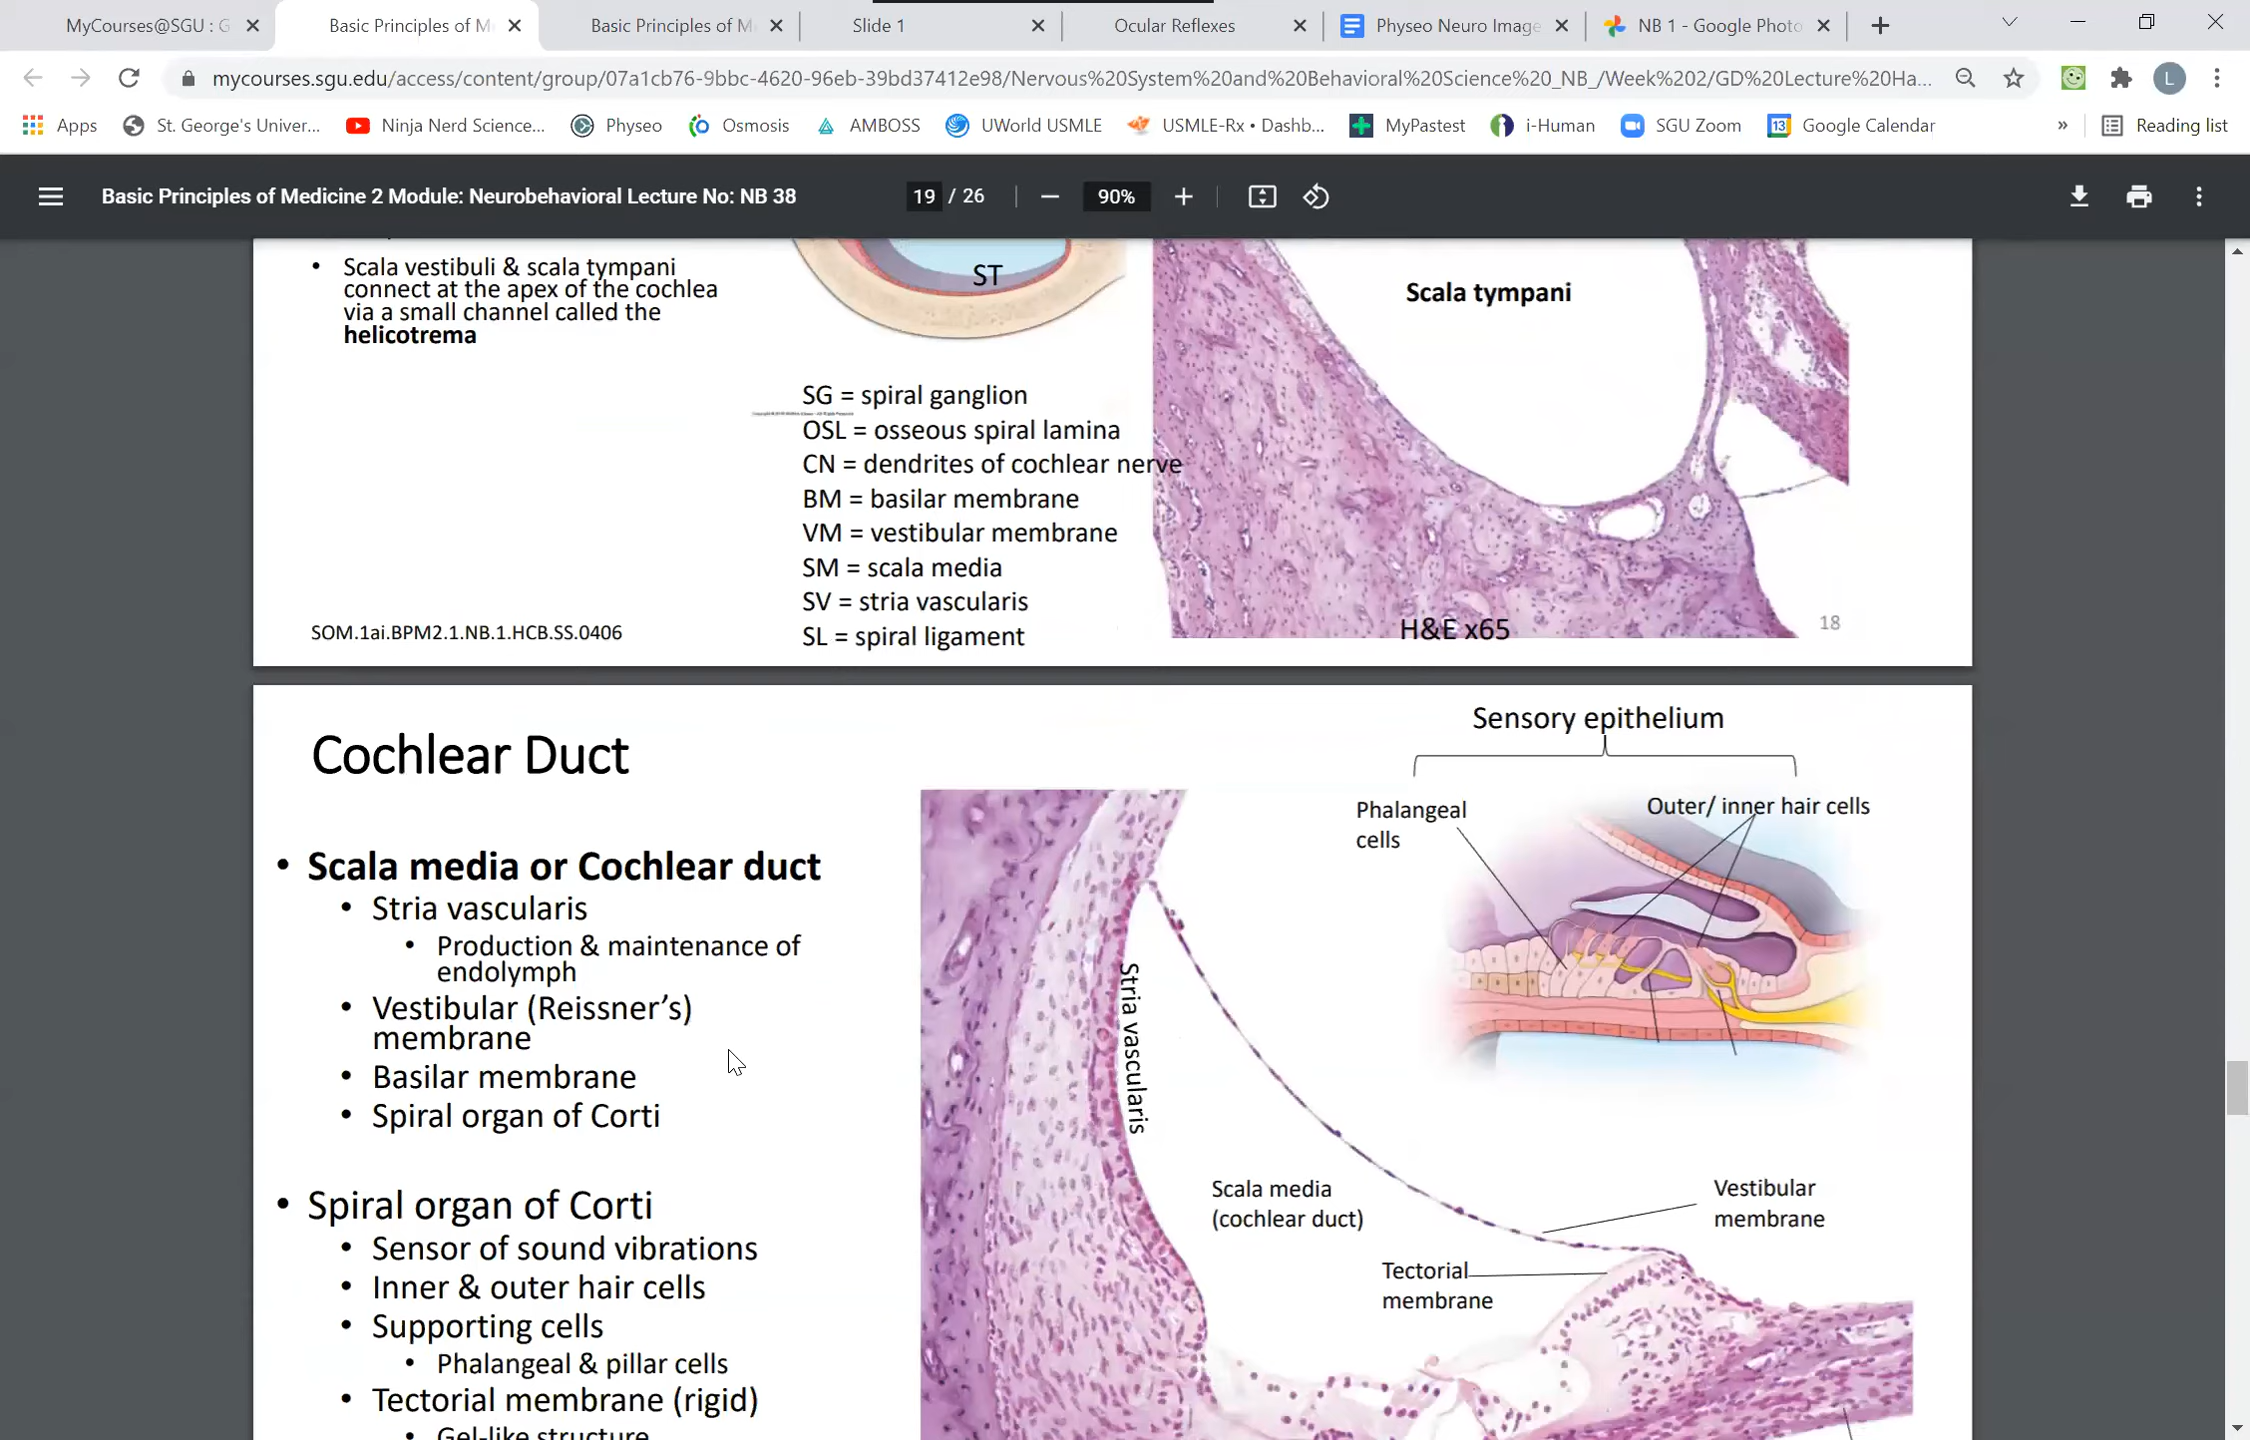 MyCourses@SGU : G
Basic Principles of M
Basic Principles of M
Slide 1
Ocular Reflexes
Physeo Neuro Image
NB 1 - Google Photo
mycourses.sgu.edu/access/content/group/07a1cb76-9bbc-4620-96eb-39bd37412e98/Nervous%20System%20and%20Behavioral%20Science%20_NB_/Week%202/GD%20Lecture%20Ha...
L
Apps
St. George's Univer...
Ninja Nerd Science...
Physeo
Osmosis
AMBOSS
UWorld USMLE
USMLE-Rx • Dashb...
MyPastest
i-Human
SGU Zoom
13
Google Calendar
»
Reading list
Basic Principles of Medicine 2 Module: Neurobehavioral Lecture No: NB 38
19 / 26
90%
• Scala vestibuli & scala tympani
connect at the apex of the cochlea
via a small channel called the
helicotrema
ST
Scala tympani
SG = spiral ganglion
OSL = osseous spiral lamina
CN = dendrites of cochlear nerve
BM = basilar membrane
VM = vestibular membrane
SM = scala media
SV = stria vascularis
SL = spiral ligament
SOM.1ai.BPM2.1.NB.1.HCB.SS.0406
H&E x65
18
Cochlear Duct
• Scala media or Cochlear duct
• Stria vascularis
• Production & maintenance of
endolymph
• Vestibular (Reissner's)
membrane
• Basilar membrane
• Spiral organ of Corti
• Spiral organ of Corti
• Sensor of sound vibrations
• Inner & outer hair cells
• Supporting cells
• Phalangeal & pillar cells
• Tectorial membrane (rigid)
• Gel-like structure
Sensory epithelium
Phalangeal
cells
Outer/ inner hair cells
Stria vascularis
Scala media
(cochlear duct)
Vestibular
membrane
Tectorial
membrane